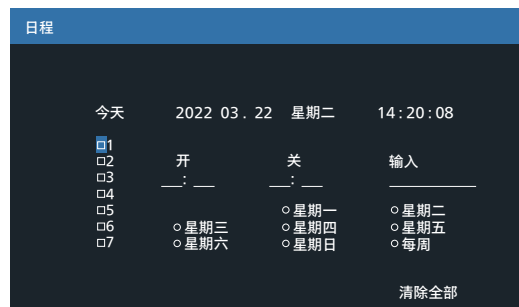 日程
今天 2022 03. 22 星期二 14:20:08
1
2 开 关 输入
3 __:__ __:__ ________
4
5 星期一 星期二
6 星期三 星期四 星期五
7 星期六 星期日 每周
清除全部